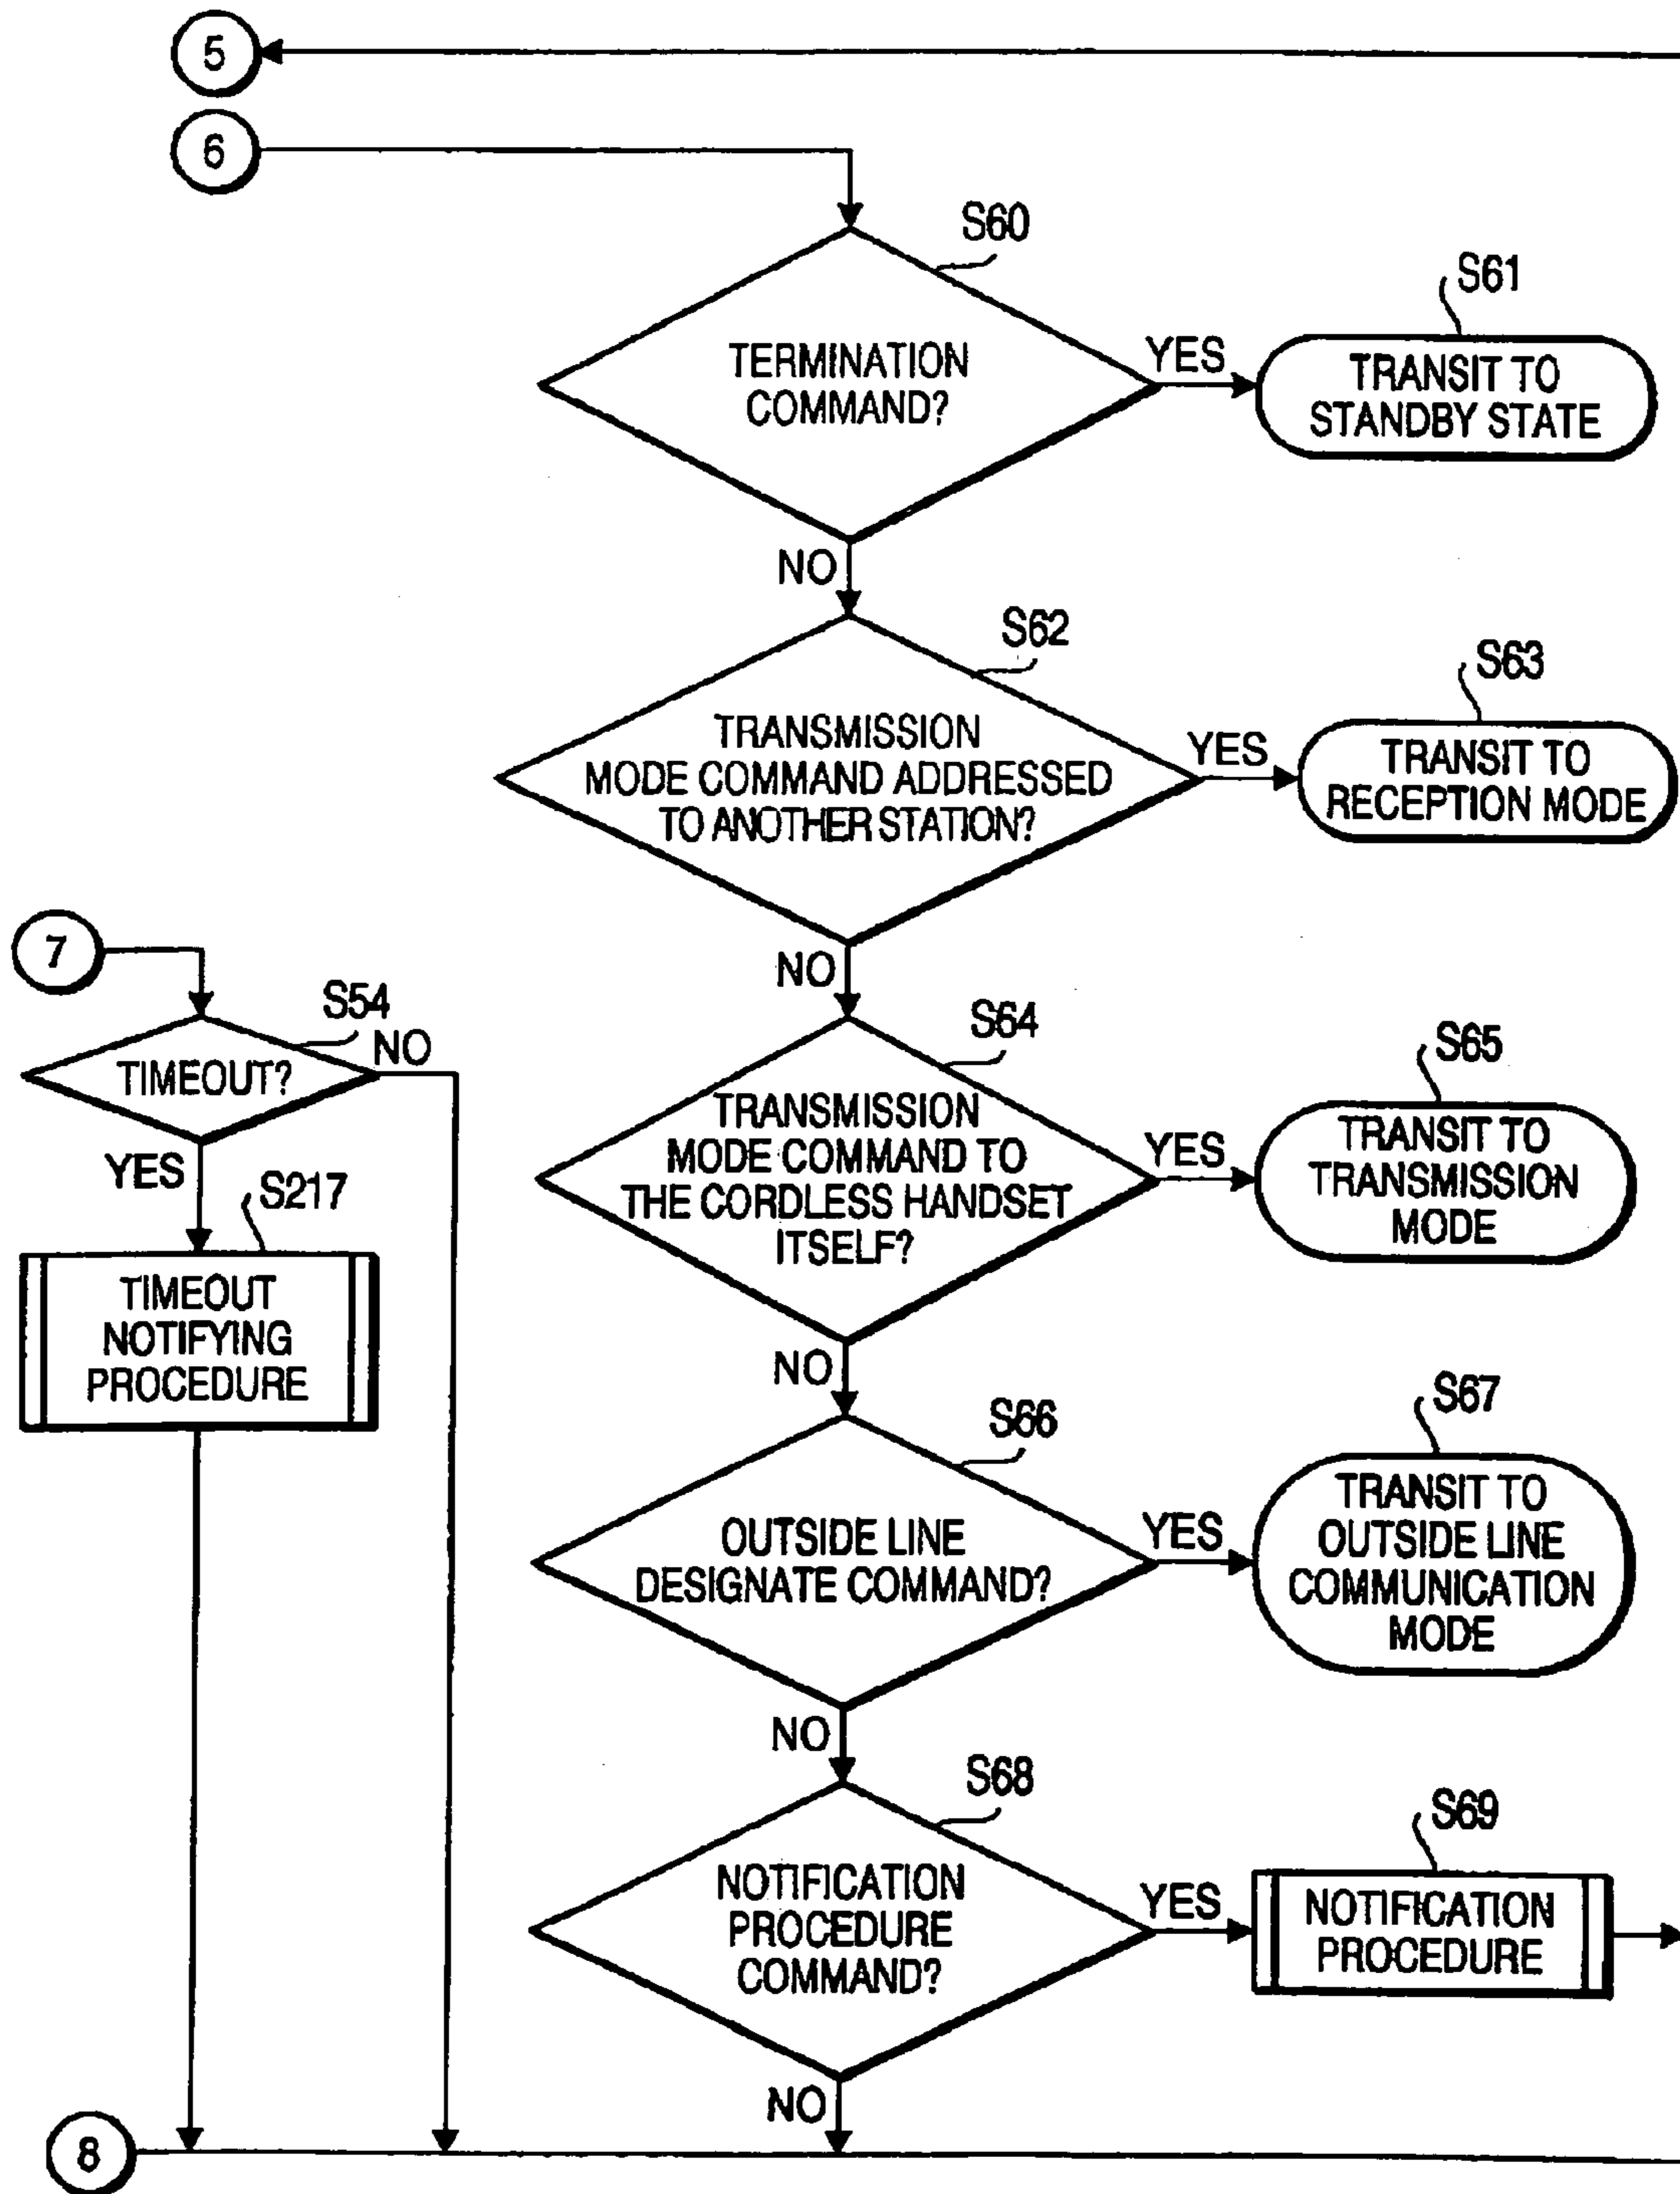 5
6
S60
TERMINATION
COMMAND?
YES
S61
TRANSIT TO
STANDBY STATE
NO
S62
TRANSMISSION
MODE COMMAND ADDRESSED
TO ANOTHER STATION?
YES
S63
TRANSIT TO
RECEPTION MODE
NO
7
S54
TIMEOUT?
NO
YES
S217
TIMEOUT
NOTIFYING
PROCEDURE
S64
TRANSMISSION
MODE COMMAND TO
THE CORDLESS HANDSET
ITSELF?
YES
S65
TRANSIT TO
TRANSMISSION
MODE
NO
S66
OUTSIDE LINE
DESIGNATE COMMAND?
YES
S67
TRANSIT TO
OUTSIDE LINE
COMMUNICATION
MODE
NO
S68
NOTIFICATION
PROCEDURE
COMMAND?
YES
S69
NOTIFICATION
PROCEDURE
NO
8